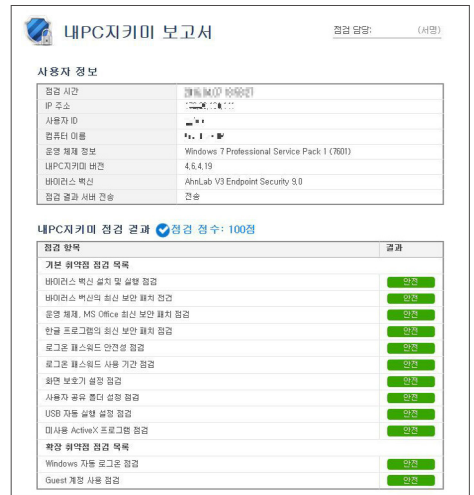 내PC지키미 보고서
점검 담당: (서명)
사용자 정보
점검 시간
IP 주소
사용자 ID
컴퓨터 이름
운영 체제 정보 Windows 7 Professional Service Pack 1 (7601)
내PC지키미 버전 4,6,4,19
바이러스 백신 AhnLab V3 Endpoint Security 9,0
점검 결과 서버 전송 전송
내PC지키미 점검 결과 점검 점수: 100점
점검 항목 결과
기본 취약점 점검 목록
바이러스 백신 설치 및 실행 점검 안전
바이러스 백신의 최신 보안 패치 점검 안전
운영 체제, MS Office 최신 보안 패치 점검 안전
한글 프로그램의 최신 보안 패치 점검 안전
로그온 패스워드 안전성 점검 안전
로그온 패스워드 사용 기간 점검 안전
화면 보호기 설정 점검 안전
사용자 공유 폴더 설정 점검 안전
USB 자동 실행 설정 점검 안전
미사용 ActiveX 프로그램 점검 안전
확장 취약점 점검 목록
Windows 자동 로그온 점검 안전
Guest 계정 사용 점검 안전